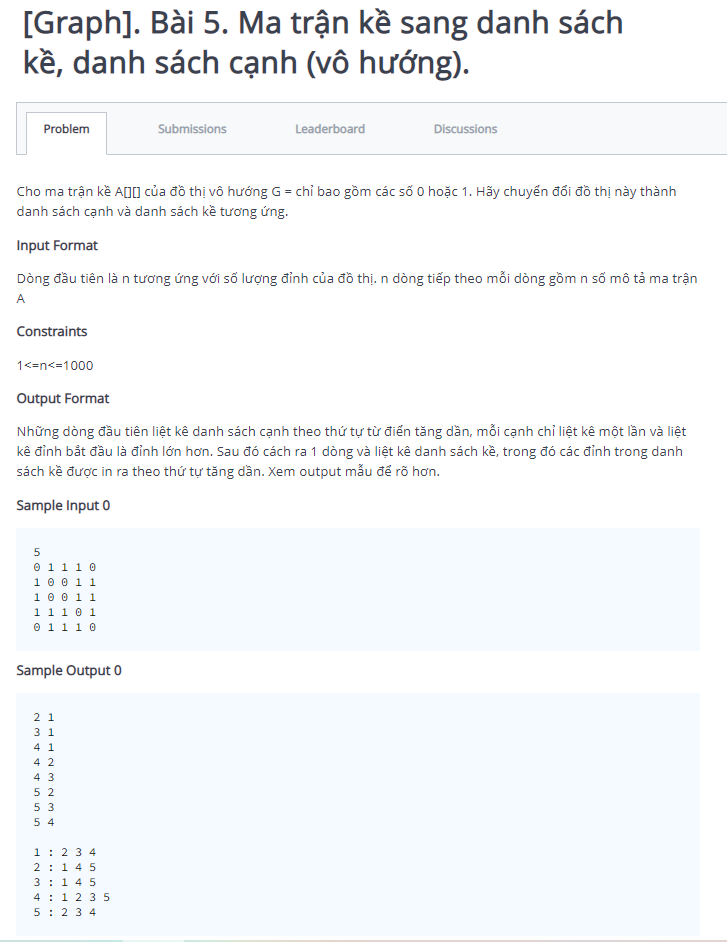 [Graph]. Bài 5. Ma trận kề sang danh sách
kề, danh sách cạnh (vô hướng).
Problem Submissions Leaderboard Discussions
Cho ma trận kề A[][] của đồ thị vô hướng G = chỉ bao gồm các số 0 hoặc 1. Hãy chuyển đổi đồ thị này thành
danh sách cạnh và danh sách kề tương ứng.
Input Format
Dòng đầu tiên là n tương ứng với số lượng đỉnh của đồ thị. n dòng tiếp theo mỗi dòng gồm n số mô tả ma trận
A
Constraints
1<=n<=1000
Output Format
Những dòng đầu tiên liệt kê danh sách cạnh theo thứ tự từ điển tăng dần, mỗi cạnh chỉ liệt kê một lần và liệt
kê đỉnh bắt đầu là đỉnh lớn hơn. Sau đó cách ra 1 dòng và liệt kê danh sách kề, trong đó các đỉnh trong danh
sách kề được in ra theo thứ tự tăng dần. Xem output mẫu để rõ hơn.
Sample Input 0
5
0 1 1 1 0
1 0 0 1 1
1 0 0 1 1
1 1 1 0 1
0 1 1 1 0
Sample Output 0
2 1
3 1
4 1
4 2
4 3
5 2
5 3
5 4
1 : 2 3 4
2 : 1 4 5
3 : 1 4 5
4 : 1 2 3 5
5 : 2 3 4